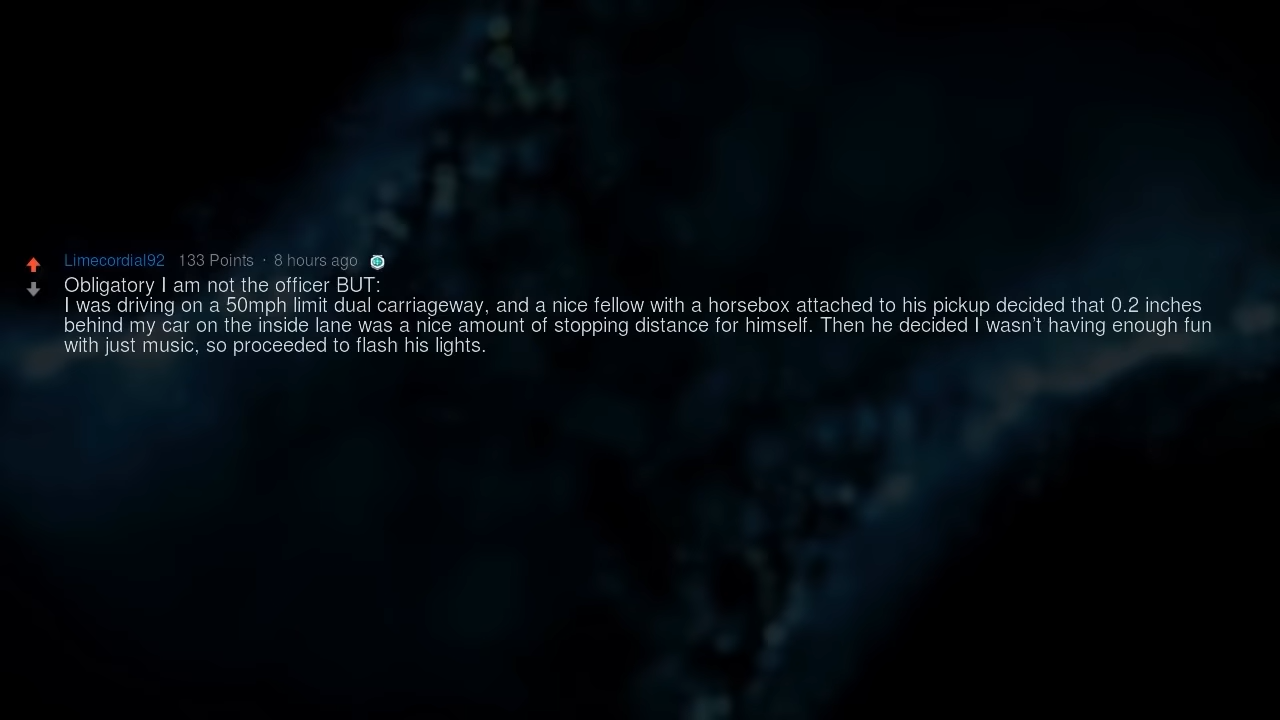 Limecordial92 133 Points · 8 hours ago
Obligatory I am not the officer BUT:
I was driving on a 50mph limit dual carriageway, and a nice fellow with a horsebox attached to his pickup decided that 0.2 inches
behind my car on the inside lane was a nice amount of stopping distance for himself. Then he decided I wasn't having enough fun
with just music, so proceeded to flash his lights.